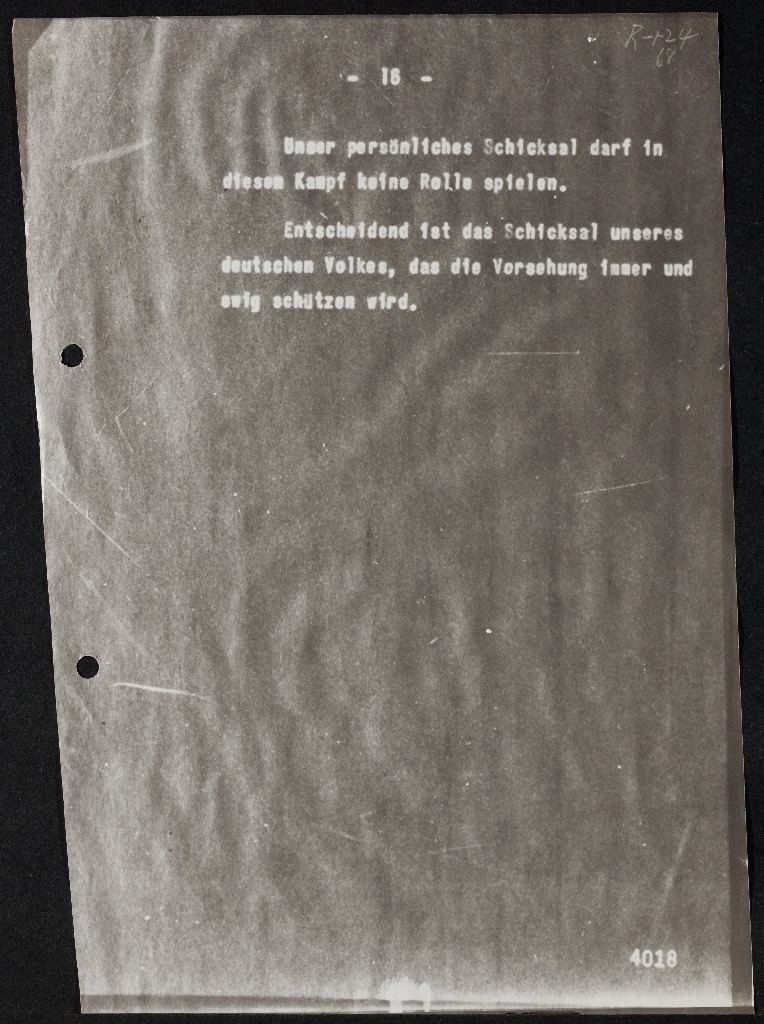 R-124
68
- 16 -
Unser persönliches Schicksal darf in
diesem Kampf keine Rolle spielen.
Entscheidend ist das Schicksal unseres
deutschen Volkes, das die Vorsehung immer und
ewig schützen wird.
4018